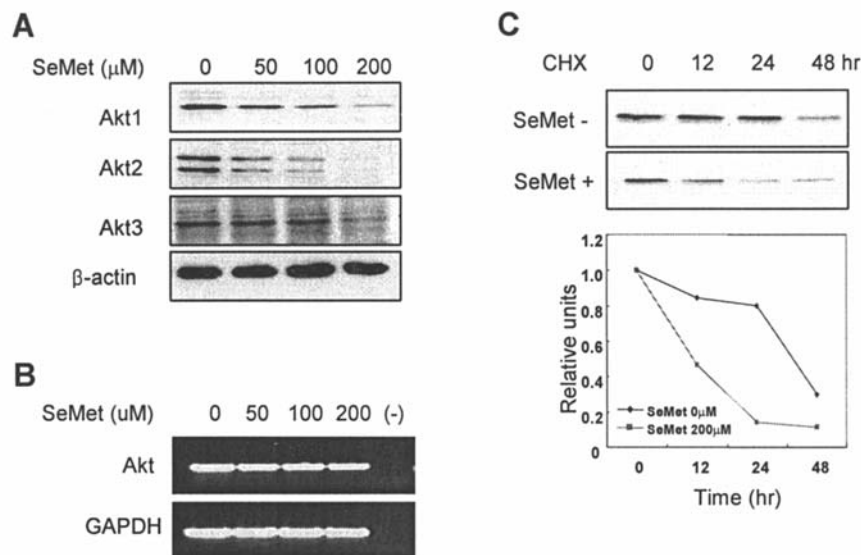 A
SeMet (μM) 0 50 100 200
Akt1
Akt2
Akt3
β-actin
B
SeMet (uM) 0 50 100 200 (-)
Akt
GAPDH
C
CHX 0 12 24 48 hr
SeMet -
SeMet +
Relative units
1.2
1.0
0.8
0.6
0.4
0.2
0
SeMet 0μM
SeMet 200μM
0 12 24 48
Time (hr)